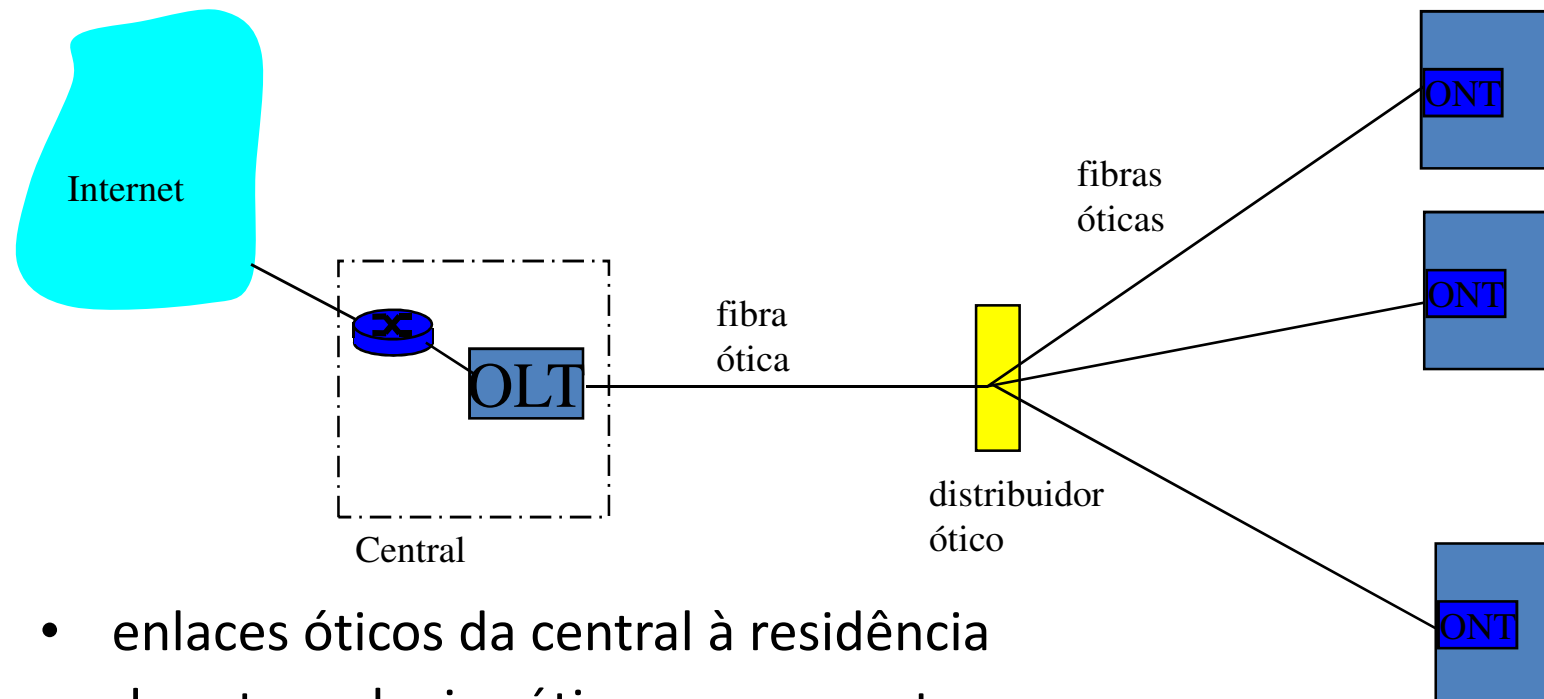 ONT
Internet
fibras
óticas
ONT
fibra
ótica
OLT
distribuidor
ótico
Central
ONT
• enlaces óticos da central à residência